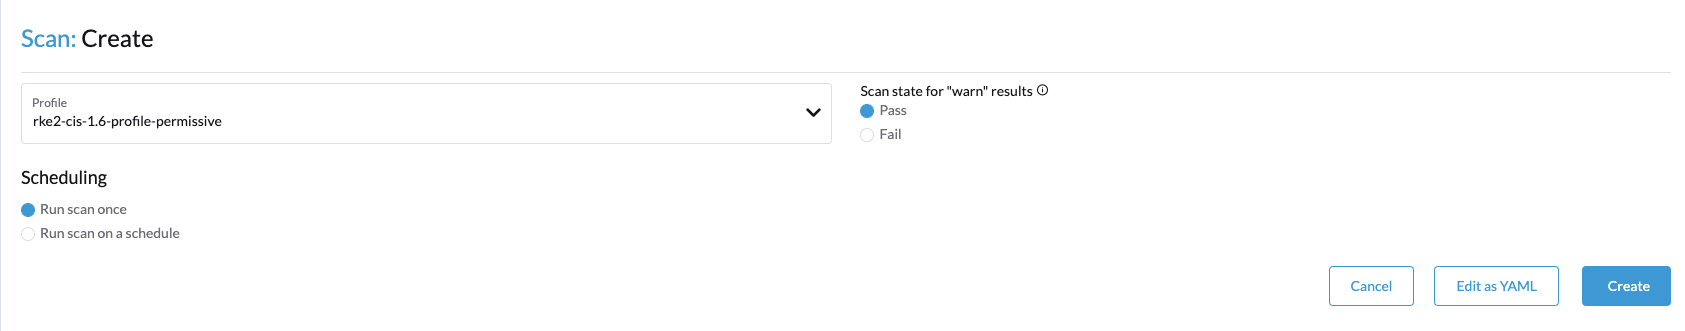 Scan: Create
Profile
rke2-cis-1.6-profile-permissive
Scan state for "warn" results
Pass
Fail
Scheduling
Run scan once
Run scan on a schedule
Cancel
Edit as YAML
Create